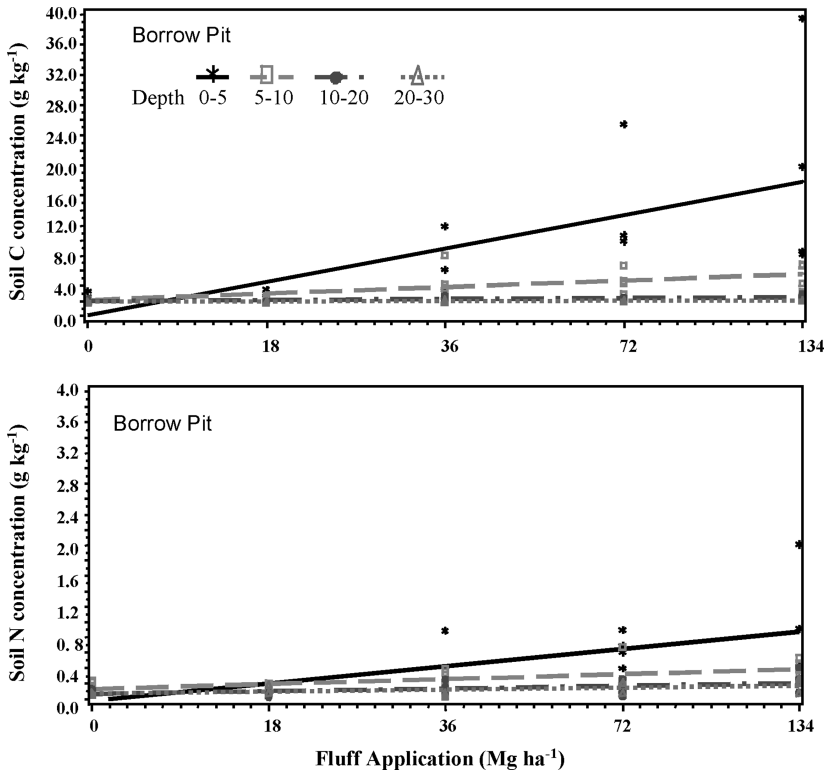 Borrow Pit
Depth 0-5 5-10 10-20 20-30
Soil C concentration (g kg⁻¹)
40.0
36.0
32.0
28.0
24.0
20.0
16.0
12.0
8.0
4.0
0.0
0 18 36 72 134
Borrow Pit
Soil N concentration (g kg⁻¹)
4.0
3.6
3.2
2.8
2.4
2.0
1.6
1.2
0.8
0.4
0.0
0 18 36 72 134
Fluff Application (Mg ha⁻¹)